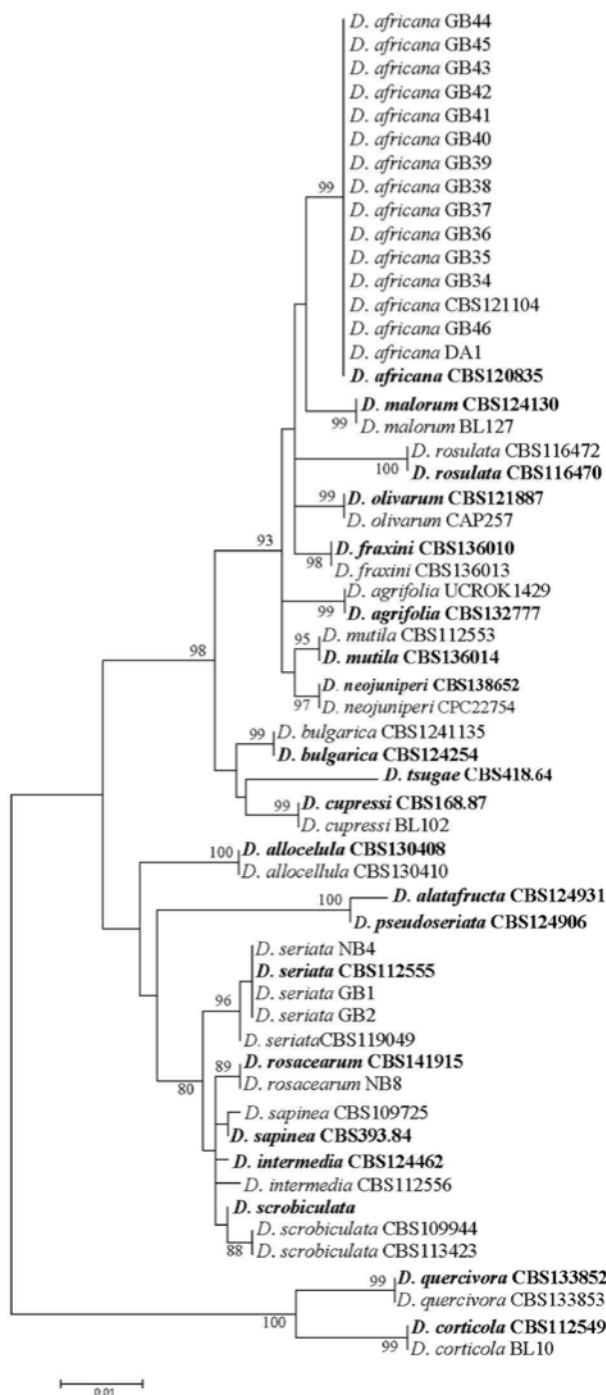 D. africana GB44
D. africana GB45
D. africana GB43
D. africana GB42
D. africana GB41
D. africana GB40
D. africana GB39
99
D. africana GB38
D. africana GB37
D. africana GB36
D. africana GB35
D. africana GB34
D. africana CBS121104
D. africana GB46
D. africana DA1
D. africana CBS120835
D. malorum CBS124130
99 D. malorum BL127
D. rosulata CBS116472
100 D. rosulata CBS116470
99 D. olivarum CBS121887
D. olivarum CAP257
93
D. fraxini CBS136010
98 D. fraxini CBS136013
D. agrifolia UCROK1429
99 D. agrifolia CBS132777
95 D. mutila CBS112553
98
D. mutila CBS136014
D. neojuniperi CBS138652
97 D. neojuniperi CPC22754
99 D. bulgarica CBS1241135
D. bulgarica CBS124254
D. tsugae CBS418.64
99 D. cupressi CBS168.87
D. cupressi BL102
100 D. allocelula CBS130408
D. allocellula CBS130410
100 D. alatafructa CBS124931
D. pseudoseriata CBS124906
D. seriata NB4
D. seriata CBS112555
96 D. seriata GB1
D. seriata GB2
D. seriataCBS119049
89 D. rosacearum CBS141915
80 D. rosacearum NB8
D. sapinea CBS109725
D. sapinea CBS393.84
D. intermedia CBS124462
D. intermedia CBS112556
D. scrobiculata
D. scrobiculata CBS109944
88 D. scrobiculata CBS113423
99 D. quercivora CBS133852
D. quercivora CBS133853
100
D. corticola CBS112549
99 D. corticola BL10
0.01